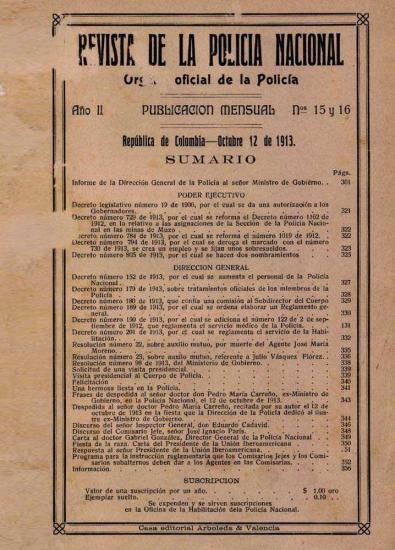 REVISTA DE LA POLICIA NACIONAL
oficial de la Policía
Año II PUBLICACION MENSUAL Nos 15 y 16
República de Colombia—Octubre 12 de 1913.
SUMARIO
Págs.
Informe de la Dirección General de la Policía al señor Ministro de Gobiérno. . 301
PODER EJECUTIVO
Decreto legislativo número 19 de 1906, por el cual se da una autorización a los
Gobernadores. 321
Decreto número 729 de 1913, por el cual se reforma el Decreto número 1102 de
1912, en lo relativo a las asignaciones de la Sección de la Policía Nacio-
nal en las minas de Muzo 322
número 784 de 1913, por el cual se reforma el número 1019 de 1912. . 322
Decreto número 794 de 1913, por el cual se deroga el marcado con el número
730 de 1913, se crea un empleo y se fijan unos sobresueldos. . 323
Decreto número 805 de 1913, por el cual se hacen dos nombramientos 325
DIRECCION GENERAL
Decreto número 152 de 1913, por el cual se aumenta el personal de la Policía
Nacional. 327
Decreto número 179 de 1913, sobre tratamientos oficiales de los miembros de la
Policía. 328
Decreto número 180 de 1913, que confía una comisión al Subdirector del Cuerpo 329
Decreto número 189 de 1913, por el cual se ordena elaborar un Reglamento ge-
neral. 330
Decreto número 190 de 1913, por el cual se adiciona el número 122 de 2 de sep-
tiembre de 1912, que reglamenta el servicio médico de la Policía. 131
Decreto número 201 de 1913, por el cual se reglamenta el servicio de la Habi-
litación. . 332
Resolución número 22, sobre auxilio mutuo, por muerte del Agente José María
Moreno. . 335
Resolución número 23, sobre auxilio mutuo, referente a Julio Vásquez Flórez. . 336
Resolución número 98 de 1913, del Ministerio de Gobierno. 338
Solicitud de una visita presidencial. 339
Visita presidencial al Cuerpo de Policía. 339
Felicitación 340
Una hermosa fiesta en la Policía. 341
Frases de despedida al señor doctor don Pedro María Carreño, ex-Ministro de
Gobierno, en la Policía Nacional, el 12 de octubre de 1913. 343
Despedida al señor doctor Pedro María Carreño, recitada por su autor el 12 de
octubre de 1913 en la fiesta que la Dirección de la Policía dedicó al ilus-
tre ex-Ministro de Gobierno. 344
Discurso del señor Inspector General, don Eduardo Cadavid. 346
Discurso del Comisario Jefe, señor José Ignacio París. 348
Carta al doctor Gabriel González, Director General de la Policía Nacional 349
Fiesta de la raza. Carta del Presidente de la Unión Iberoamericana 350
Respuesta al señor Presidente de la Unión Iberoamericana. 51
Programa para la instrucción reglamentaria que los Comisarios Jefes y los Comisa-
rios subalternos deben dar a los Agentes en las Comisarías. 352
Información. 356
SUSCRIPCION
Valor de una suscripción por un año. . $ 1.00 oro
Ejemplar suelto. . 0.10
Se expenden y se sirven suscripciones
en la Oficina de la Habilitación dela Policía Nacional.
Casa editorial Arboleda & Valencia